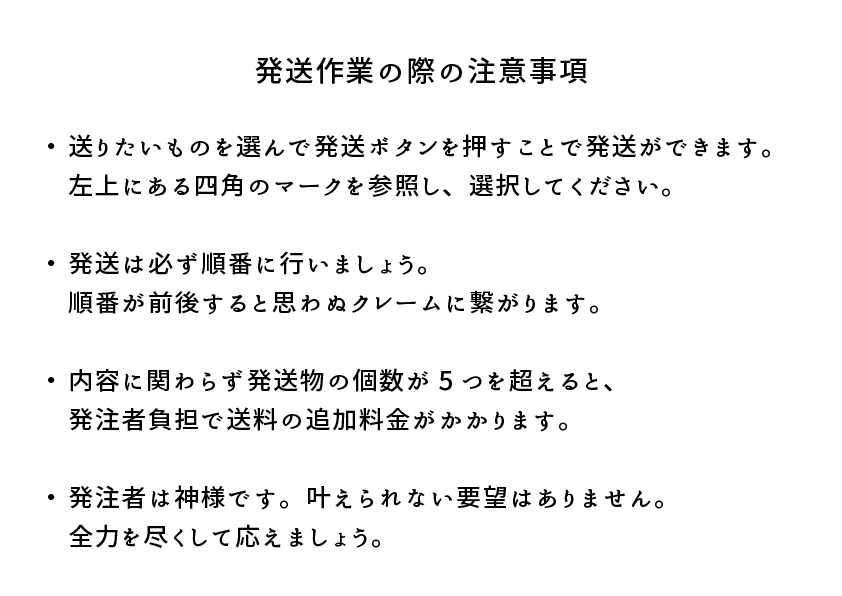 発送作業の際の注意事項
・送りたいものを選んで発送ボタンを押すことで発送ができます。
左上にある四角のマークを参照し、選択してください。
・発送は必ず順番に行いましょう。
順番が前後すると思わぬクレームに繋がります。
・内容に関わらず発送物の個数が5つを超えると、
発注者負担で送料の追加料金がかかります。
・発注者は神様です。叶えられない要望はありません。
全力を尽くして応えましょう。